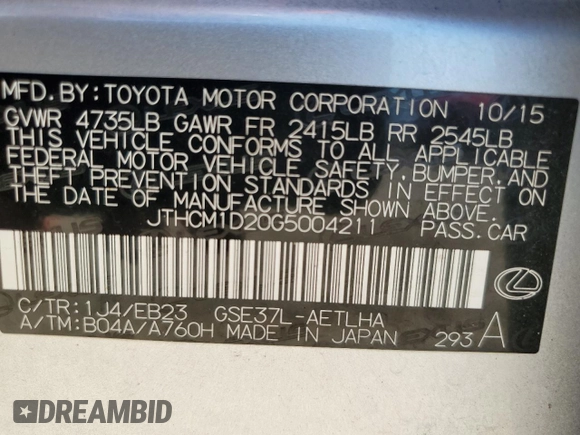 MFD.BY:TOYOTA MOTOR CORPORATION 10/15
GVWR 4735LB GAWR FR 2415LB RR 2545LB
THIS VEHICLE CONFORMS TO ALL APPLICABLE
FEDERAL MOTOR VEHICLE SAFETY,BUMPER,AND
THEFT PREVENTION STANDARDS IN EFFECT ON
THE DATE OF MANUFACTURE SHOWN ABOVE.
JTHCM1D20G5004211 PASS.CAR
C/TR:1J4/EB23 GSE37L-AETLHA
A/TM:B04A/A760H MADE IN JAPAN 293 A
DREAMBID